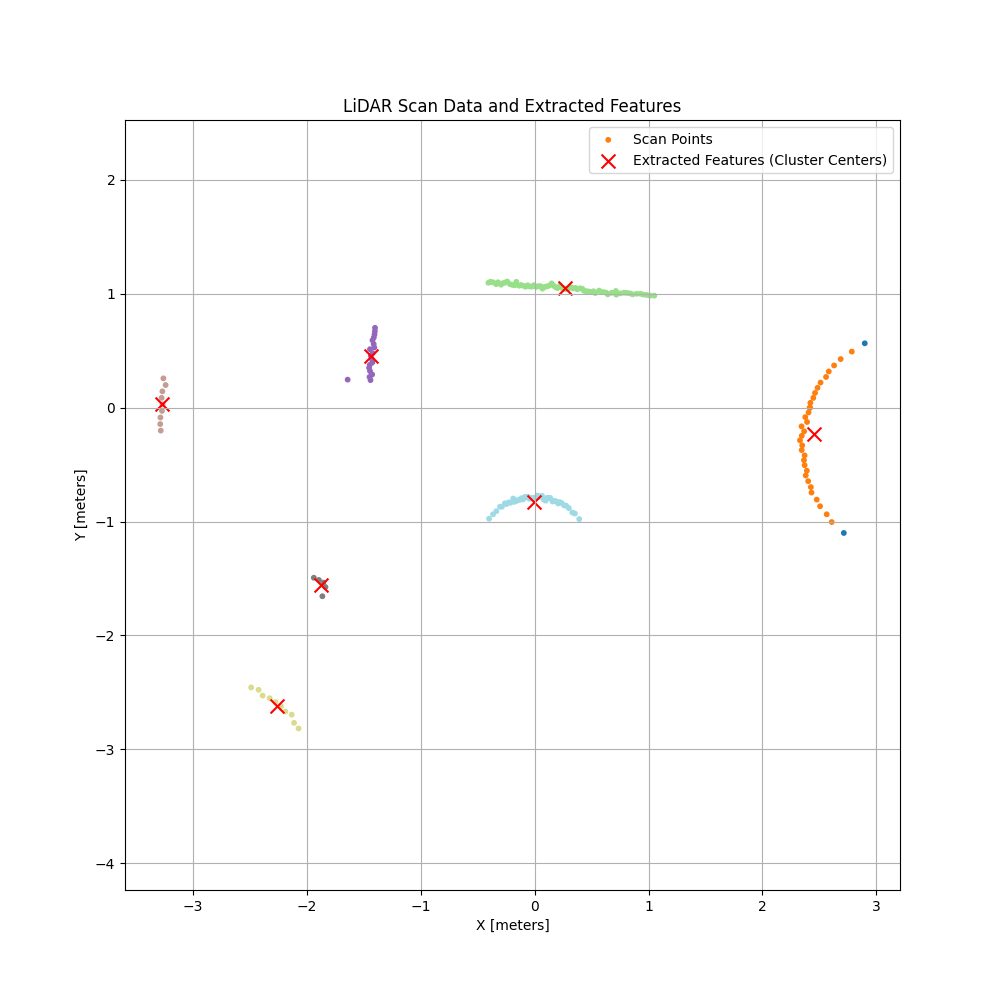 LiDAR Scan Data and Extracted Features
Scan Points
Extracted Features (Cluster Centers)
2
1
0
−1
−2
−3
−4
Y [meters]
−3
−2
−1
0
1
2
3
X [meters]